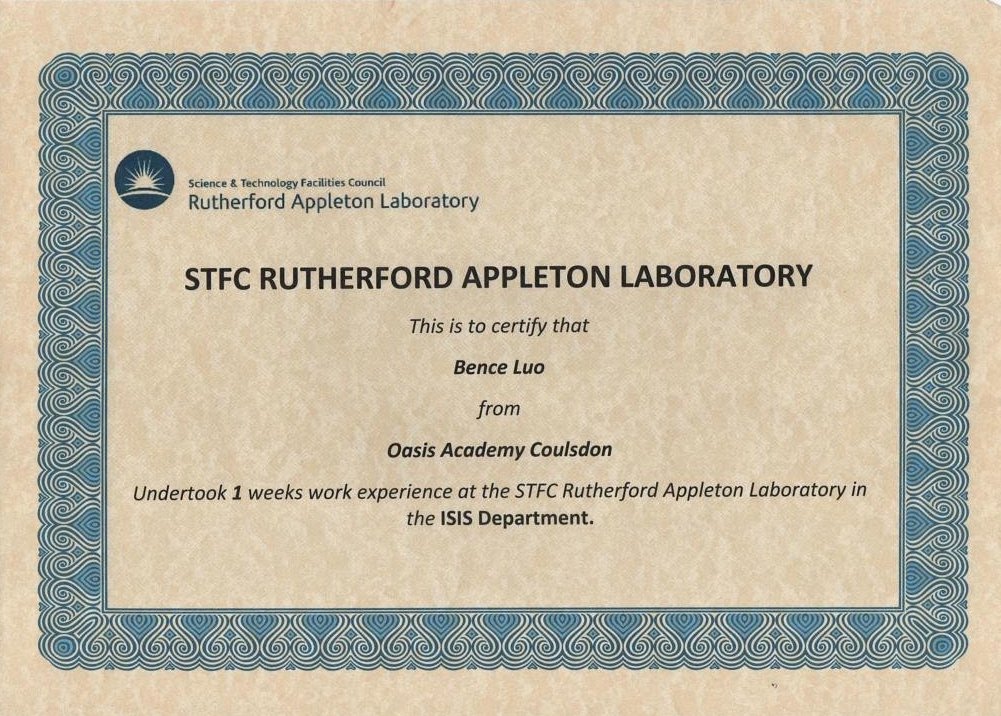 Science & Technology Facilities Council
Rutherford Appleton Laboratory
STFC RUTHERFORD APPLETON LABORATORY
This is to certify that
Bence Luo
from
Oasis Academy Coulsdon
Undertook 1 weeks work experience at the STFC Rutherford Appleton Laboratory in
the ISIS Department.